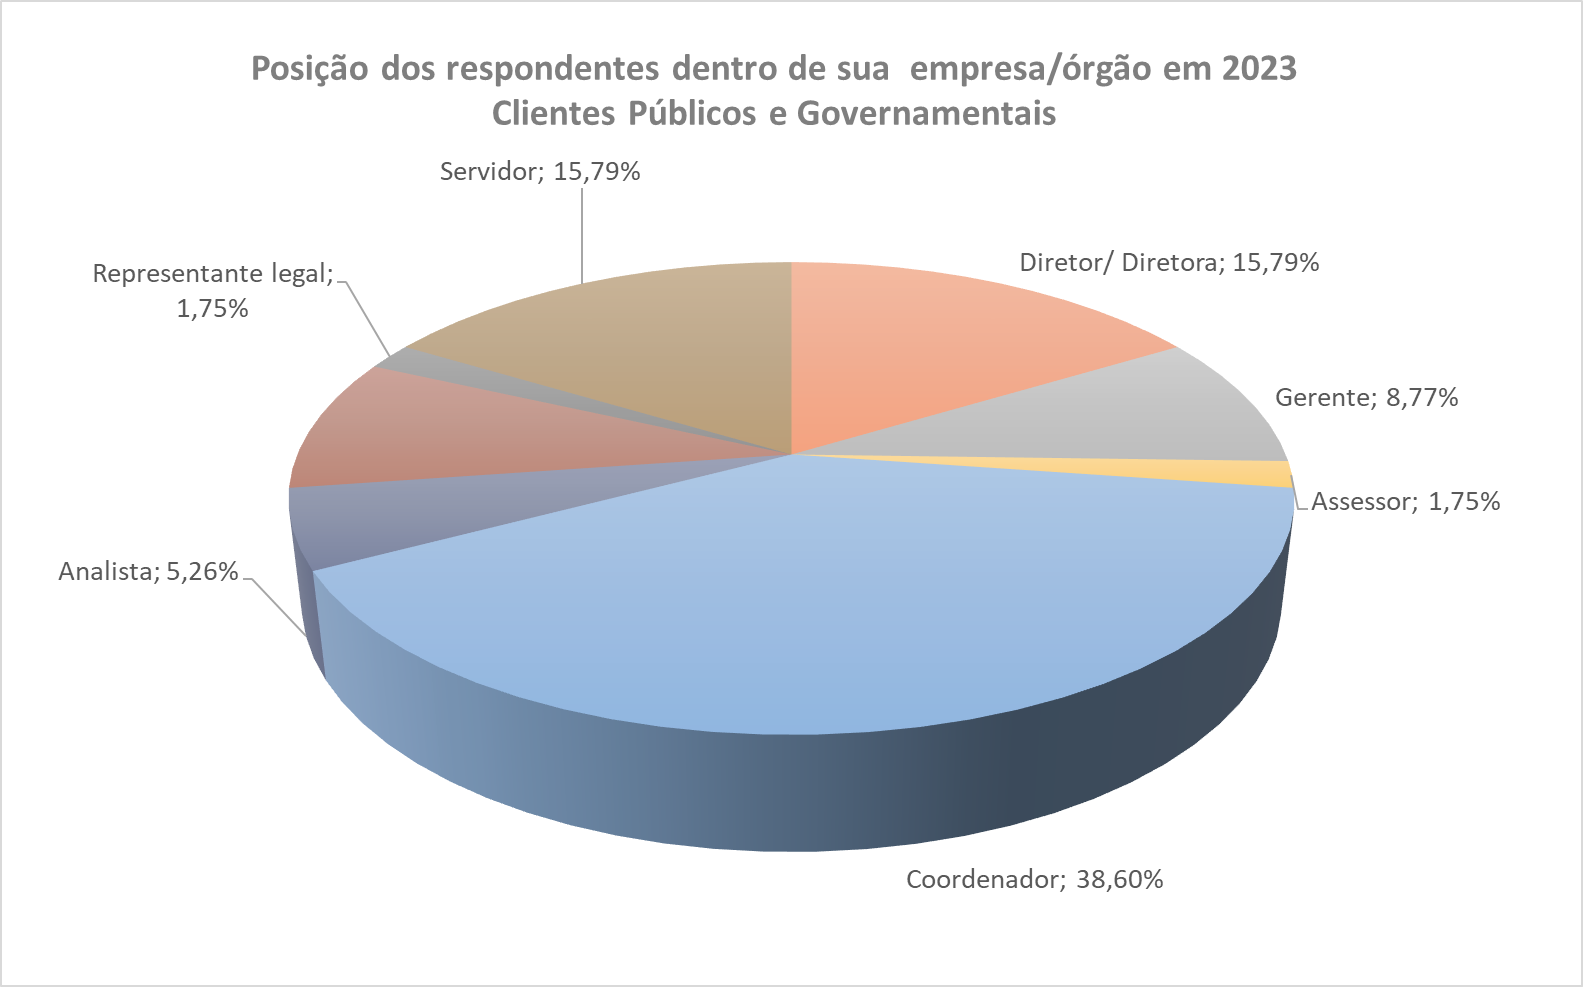 Posição dos respondentes dentro de sua  empresa/órgão em 2023
Clientes Públicos e Governamentais
Servidor; 15,79%
Diretor/ Diretora; 15,79%
Representante legal;
1,75%
Gerente; 8,77%
Assessor; 1,75%
Analista; 5,26%
Coordenador; 38,60%